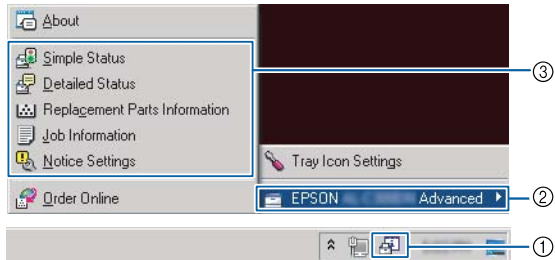 About
Simple Status
Detailed Status
Replacement Parts Information
Job Information
Notice Settings
Order Online
Tray Icon Settings
EPSON Advanced
③
②
①